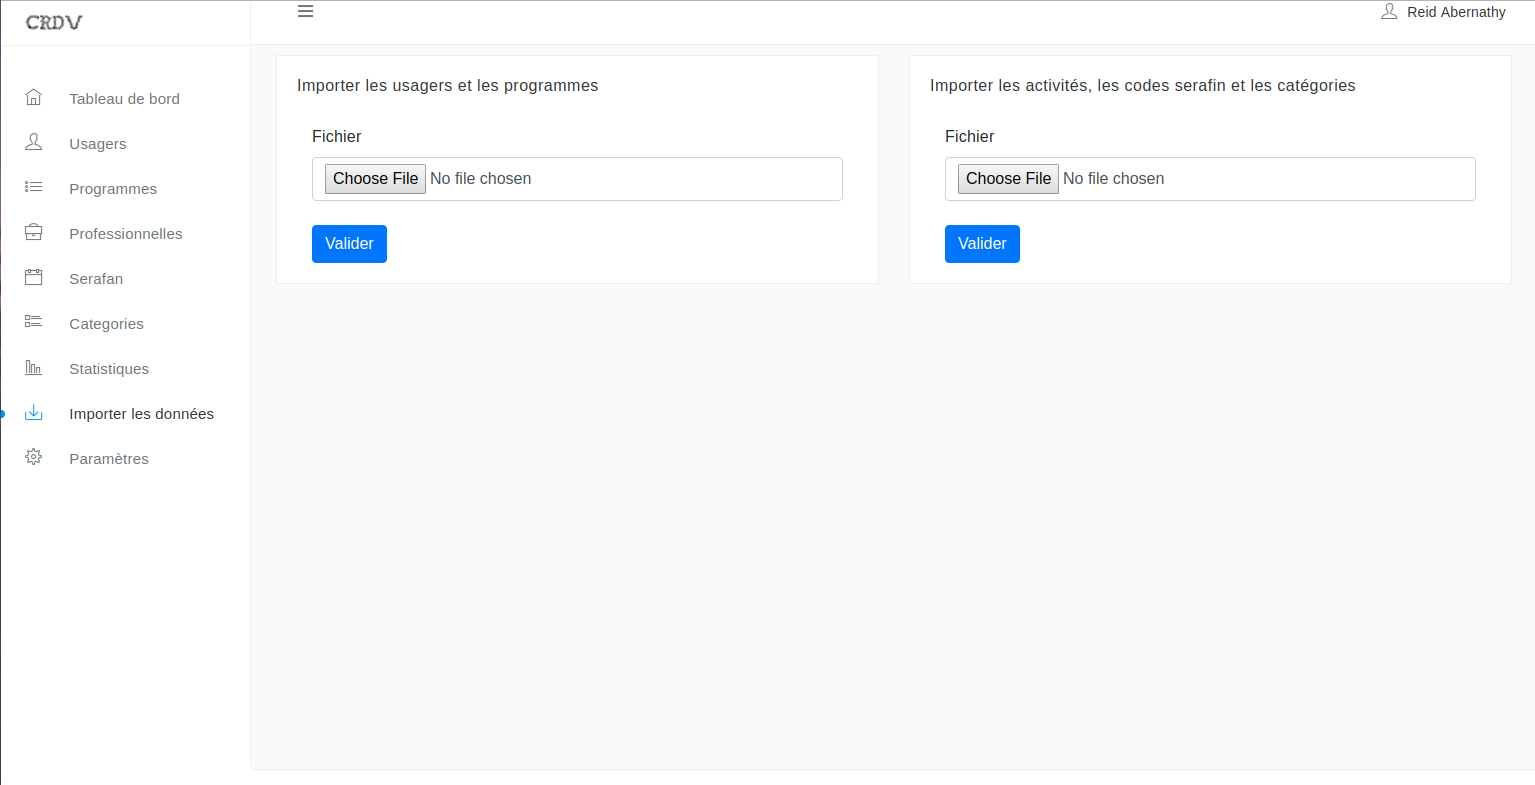 CRDV
Reid Abernathy
Tableau de bord
Usagers
Programmes
Professionnelles
Serafan
Categories
Statistiques
Importer les données
Paramètres
Importer les usagers et les programmes
Fichier
Choose File No file chosen
Valider
Importer les activités, les codes serafin et les catégories
Fichier
Choose File No file chosen
Valider